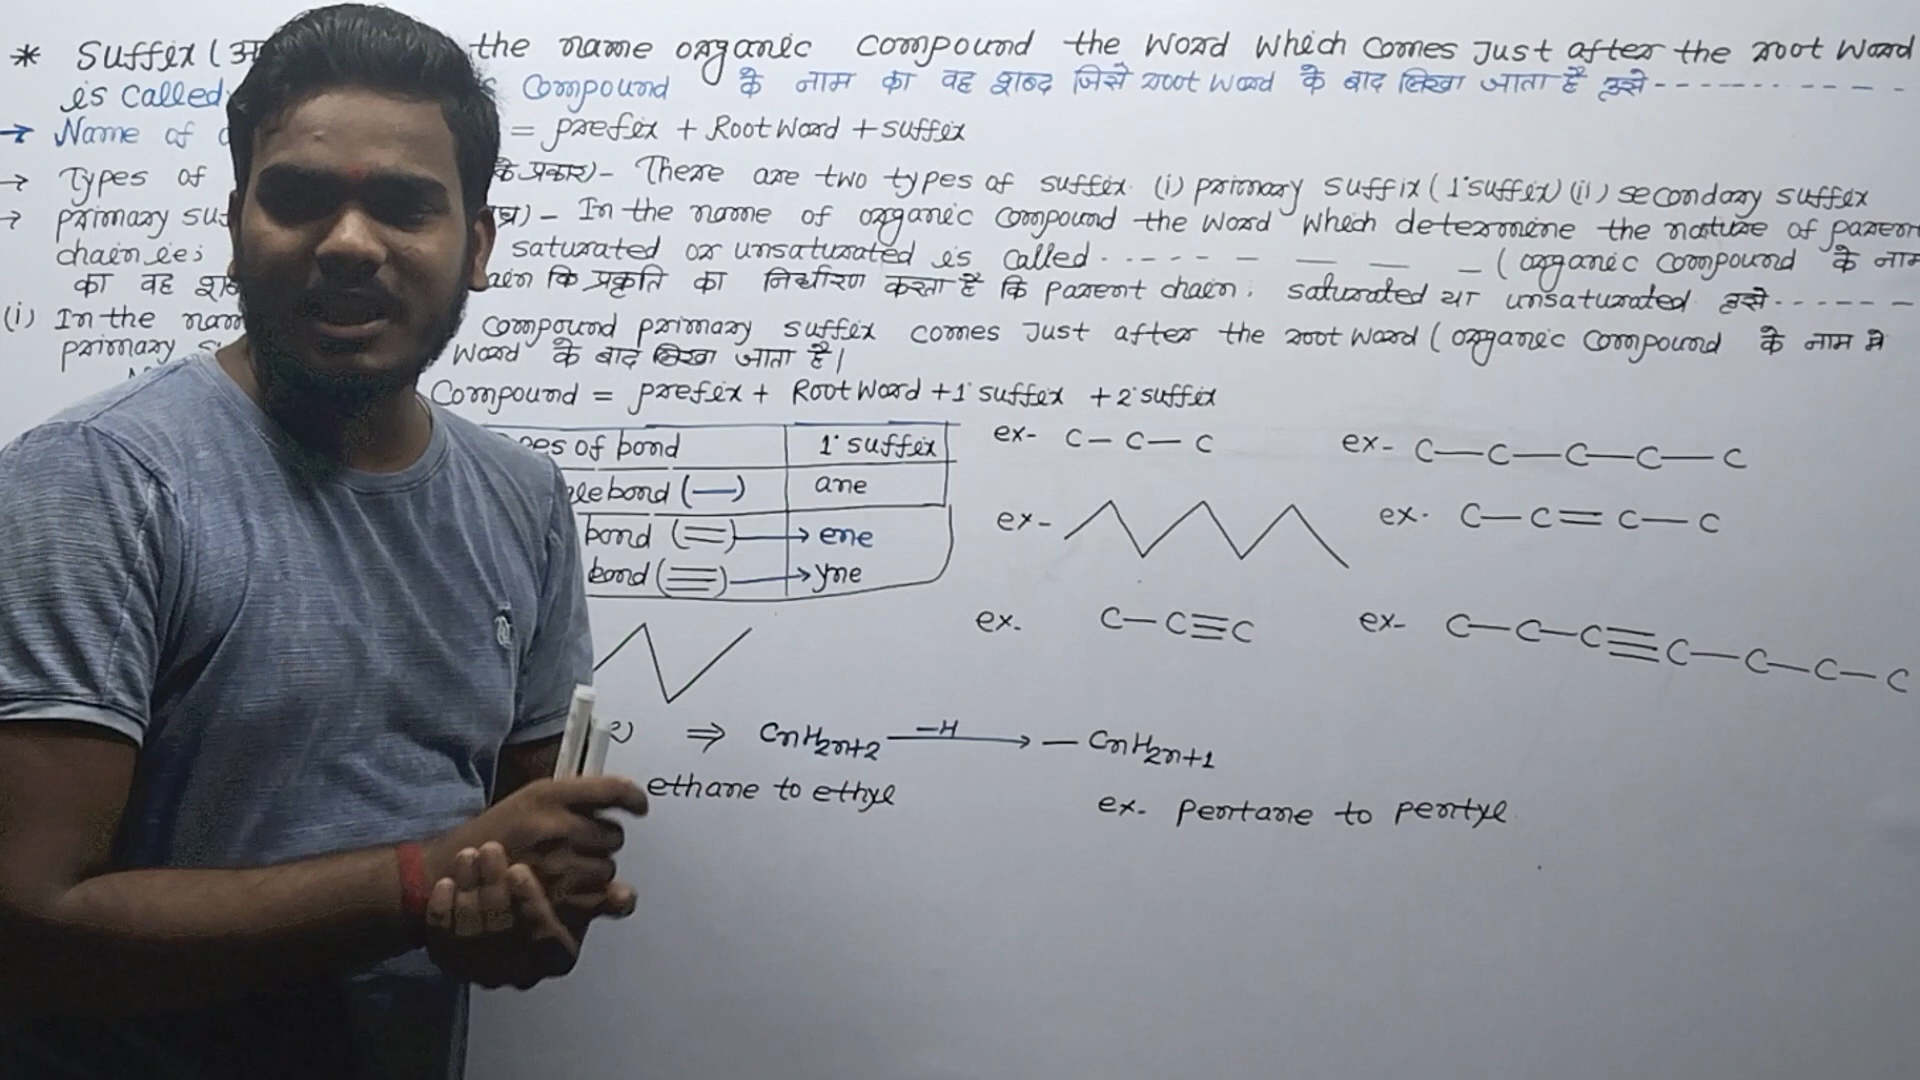 * Suffix (अ the name organic compound the word which comes Just after the root word
is called compound के नाम का वह शब्द जिसे root word के बाद लिखा जाता है उसे ----------
→ Name of = prefix + Root word + suffix
→ Types of के प्रकार) - There are two types of suffix (i) primary suffix (1°suffix) (ii) secondary suffix
→ primary suf - In the name of organic compound the word which determine the nature of parent
chain ie; saturated or unsaturated is called ------ (organic compound के नाम
का वह chain कि प्रकृति का निर्धारण करता है कि parent chain; saturated या unsaturated उसे ------
(i) In the nam compound primary suffix comes Just after the root word (organic compound के नाम मे
primary word के बाद लिखा जाता है।
Compound = prefix + Root word + 1° suffix + 2° suffix
pes of bond 1° suffix
gle bond (—) ane
bond (=) → ene
bond (≡) → yne
ex- C—C—C
ex- C—C—C—C—C
ex-
ex- C—C=C—C
ex. C—C≡C
ex- C—C—C≡C—C—C—C
⇒ CnH2n+2 —H→ —CnH2n+1
ethane to ethyl
ex. pentane to pentyl